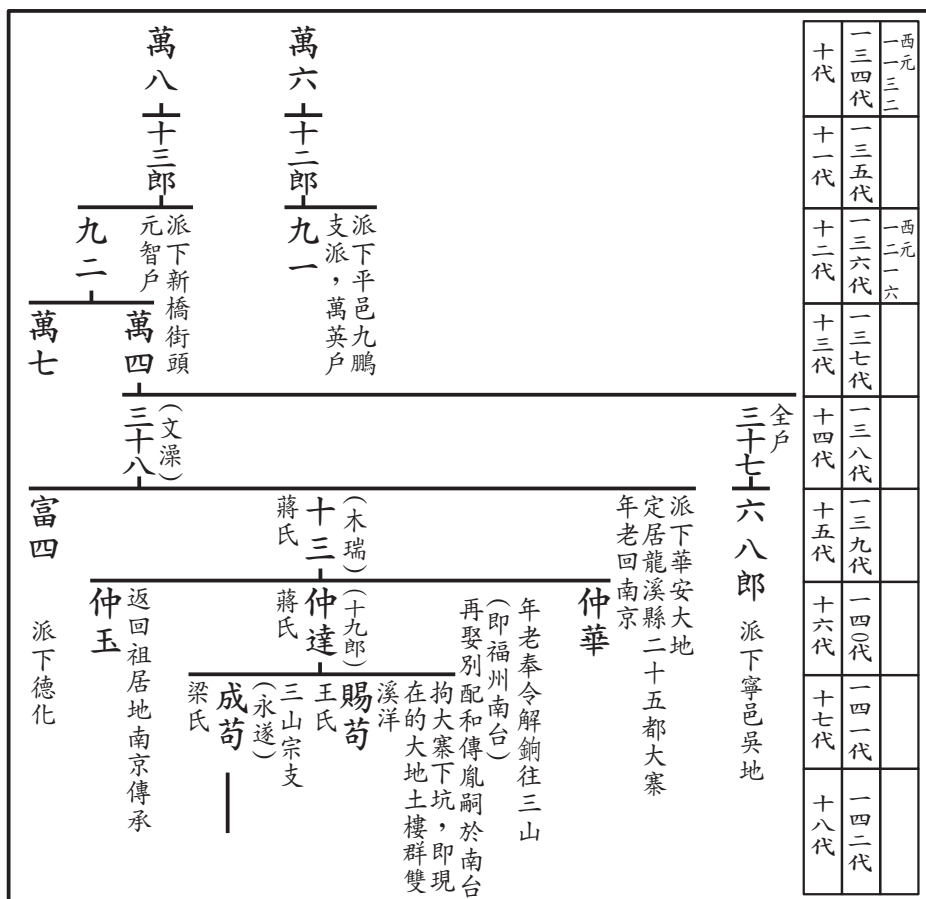 西元一一三二
一三四代
一三五代
西元一二一六
一三六代
一三七代
一三八代
一三九代
一四〇代
一四一代
一四二代
十代
十一代
十二代
十三代
十四代
十五代
十六代
十七代
十八代
萬六
十二郎
九一
派下平邑九鵬
支派，萬英戶
萬八
十三郎
派下新橋街頭
元智戶
九二
萬四
萬七
全戶
三十七
六八郎
派下寧邑吳地
(文澡)
三十八
派下華安大地
定居龍溪縣二十五都大寨
年老回南京
(木瑞)
十三
蔣氏
富四
派下德化
仲華
年老奉令解餉往三山
(即福州南台)
再娶別配和傳胤嗣於南台
(十九郎)
仲達
蔣氏
返回祖居地南京傳承
仲玉
拘大寨下坑，即現
在的大地土樓群雙
溪洋
賜苟
王氏
三山宗支
(永遂)
成苟
梁氏